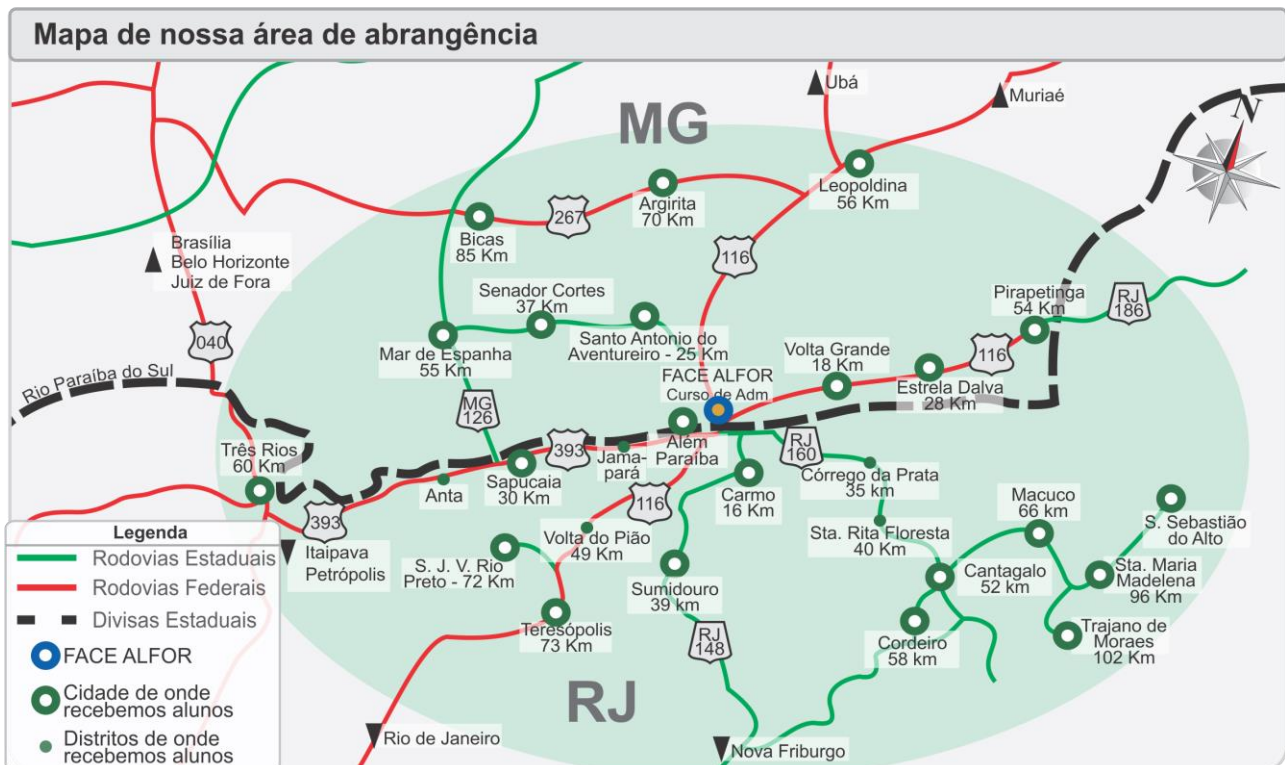 Mapa de nossa área de abrangência
MG
Ubá
Muriaé
N
Leopoldina
56 Km
Argirita
70 Km
267
Bicas
85 Km
116
Brasília
Belo Horizonte
Juiz de Fora
Senador Cortes
37 Km
Pirapetinga
54 Km
RJ
186
040
Mar de Espanha
55 Km
Santo Antonio do
Aventureiro - 25 Km
Volta Grande
18 Km
116
Rio Paraíba do Sul
FACE ALFOR
Curso de Adm
Estrela Dalva
28 Km
MG
126
Três Rios
60 Km
393
Jama-
pará
Além
Paraíba
RJ
160
Anta
Sapucaia
30 Km
Córrego da Prata
35 km
Carmo
16 Km
116
Macuco
66 km
S. Sebastião
do Alto
393
Itaipava
Petrópolis
Volta do Pião
49 Km
Sta. Rita Floresta
40 Km
S. J. V. Rio
Preto - 72 Km
Sumidouro
39 km
Cantagalo
52 km
Sta. Maria
Madelena
96 Km
Teresópolis
73 Km
RJ
148
Cordeiro
58 km
Trajano de
Moraes
102 Km
RJ
Rio de Janeiro
Nova Friburgo
Legenda
Rodovias Estaduais
Rodovias Federais
Divisas Estaduais
FACE ALFOR
Cidade de onde
recebemos alunos
Distritos de onde
recebemos alunos